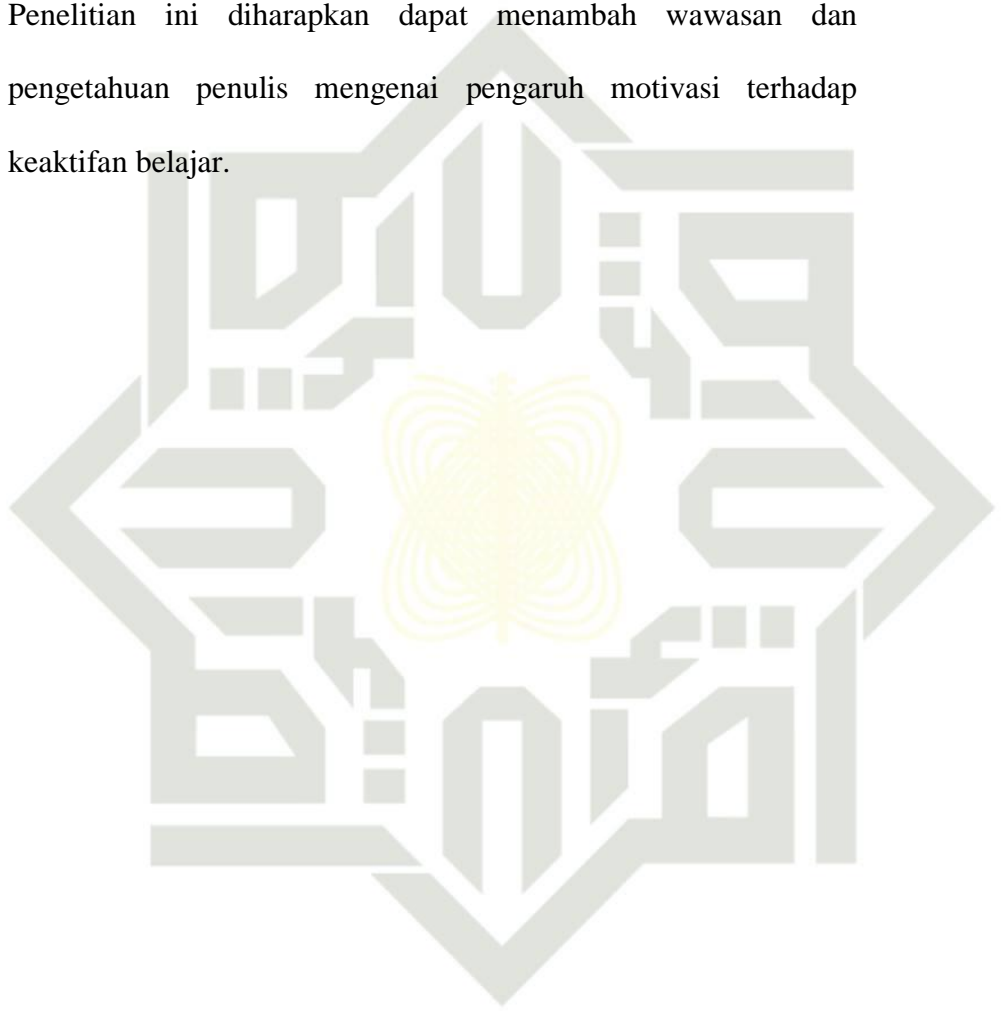 Penelitian ini diharapkan dapat menambah wawasan dan
pengetahuan penulis mengenai pengaruh motivasi terhadap
keaktifan belajar.